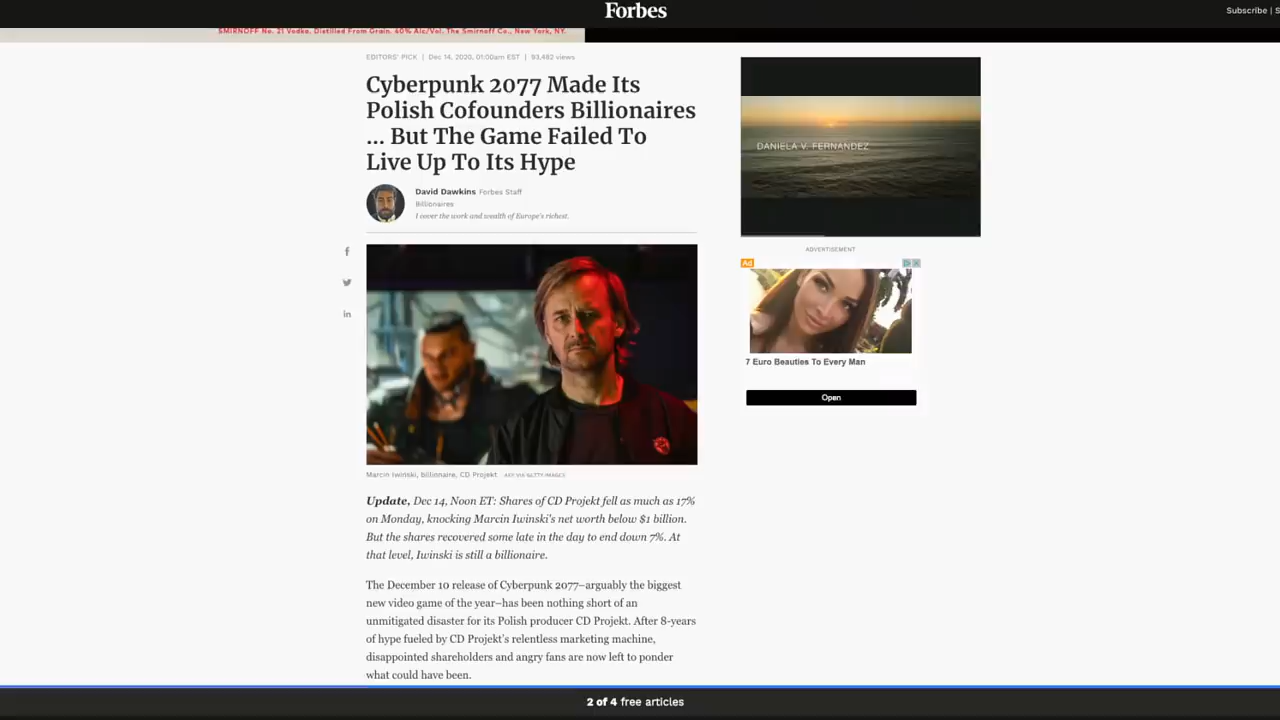 Forbes
Subscribe | S
SMIRNOFF No. 21 Vodka, Distilled From Grain. 40% Alc/Vol. The Smirnoff Co., New York, NY.
EDITORS' PICK | Dec 14, 2020, 01:00am EST | 93,482 views
Cyberpunk 2077 Made Its
Polish Cofounders Billionaires
... But The Game Failed To
Live Up To Its Hype
David Dawkins Forbes Staff
Billionaires
I cover the work and wealth of Europe's richest.
Marcin Iwinski, billionaire, CD Projekt
Update, Dec 14, Noon ET: Shares of CD Projekt fell as much as 17%
on Monday, knocking Marcin Iwinski's net worth below $1 billion.
But the shares recovered some late in the day to end down 7%. At
that level, Iwinski is still a billionaire.
The December 10 release of Cyberpunk 2077–arguably the biggest
new video game of the year–has been nothing short of an
unmitigated disaster for its Polish producer CD Projekt. After 8-years
of hype fueled by CD Projekt's relentless marketing machine,
disappointed shareholders and angry fans are now left to ponder
what could have been.
DANIELA V. FERNANDEZ
ADVERTISEMENT
Ad
7 Euro Beauties To Every Man
Open
2 of 4 free articles